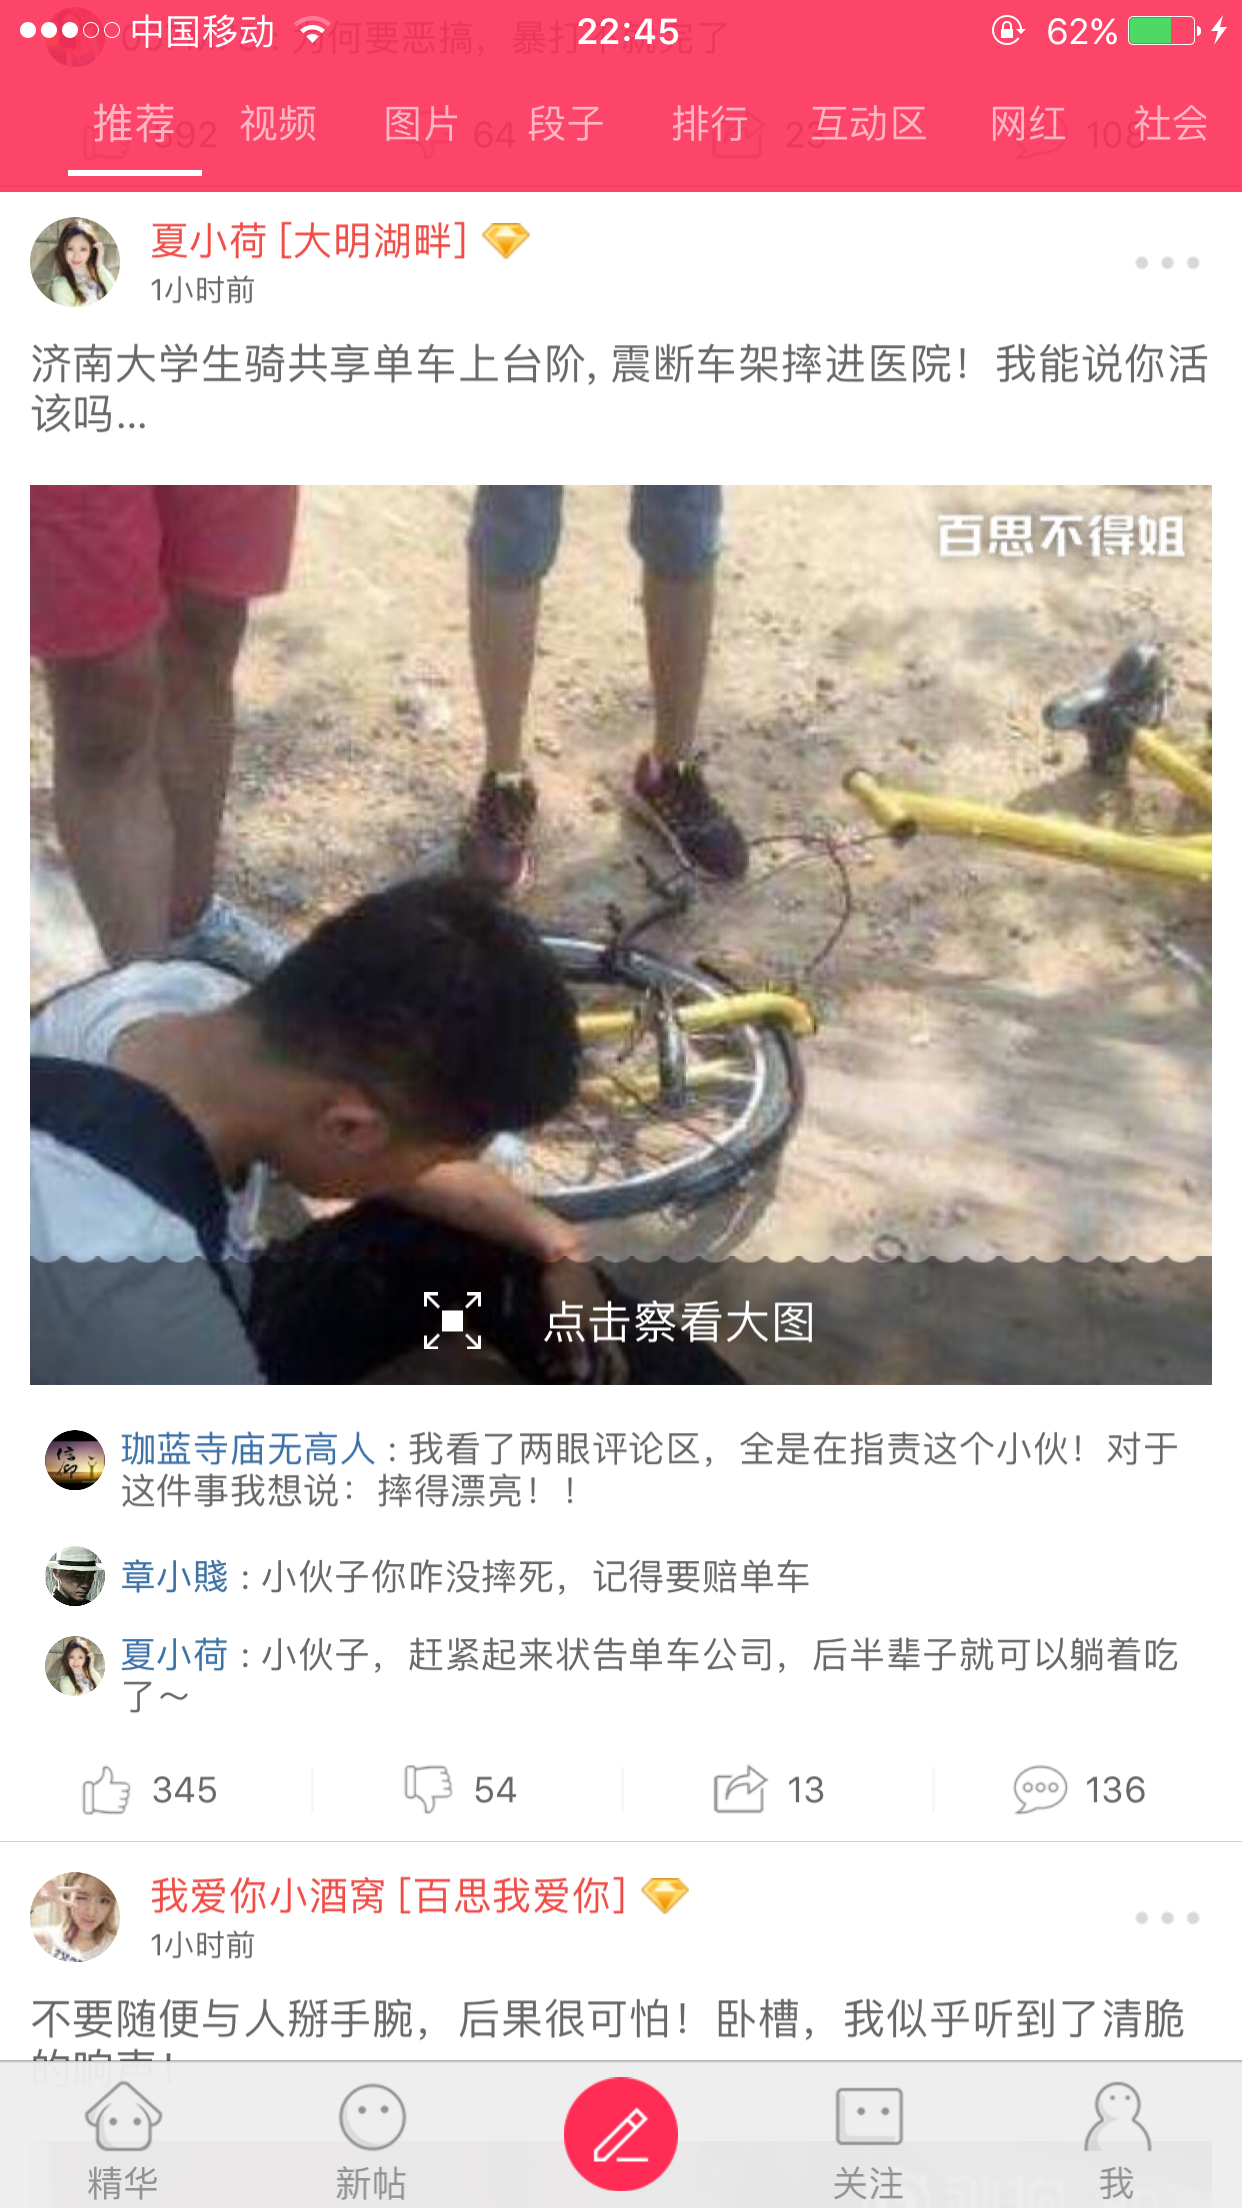 中国移动 22:45 62%
推荐 视频 图片 段子 排行 互动区 网红 社会
夏小荷 [大明湖畔]
1小时前
济南大学生骑共享单车上台阶, 震断车架摔进医院！我能说你活
该吗...
百思不得姐
点击察看大图
珈蓝寺庙无高人 : 我看了两眼评论区，全是在指责这个小伙！对于
这件事我想说：摔得漂亮！！
章小賤 : 小伙子你咋没摔死，记得要赔单车
夏小荷 : 小伙子，赶紧起来状告单车公司，后半辈子就可以躺着吃
了～
345 54 13 136
我爱你小酒窝 [百思我爱你]
1小时前
不要随便与人掰手腕，后果很可怕！卧槽，我似乎听到了清脆
的响声！
精华 新帖 关注 我